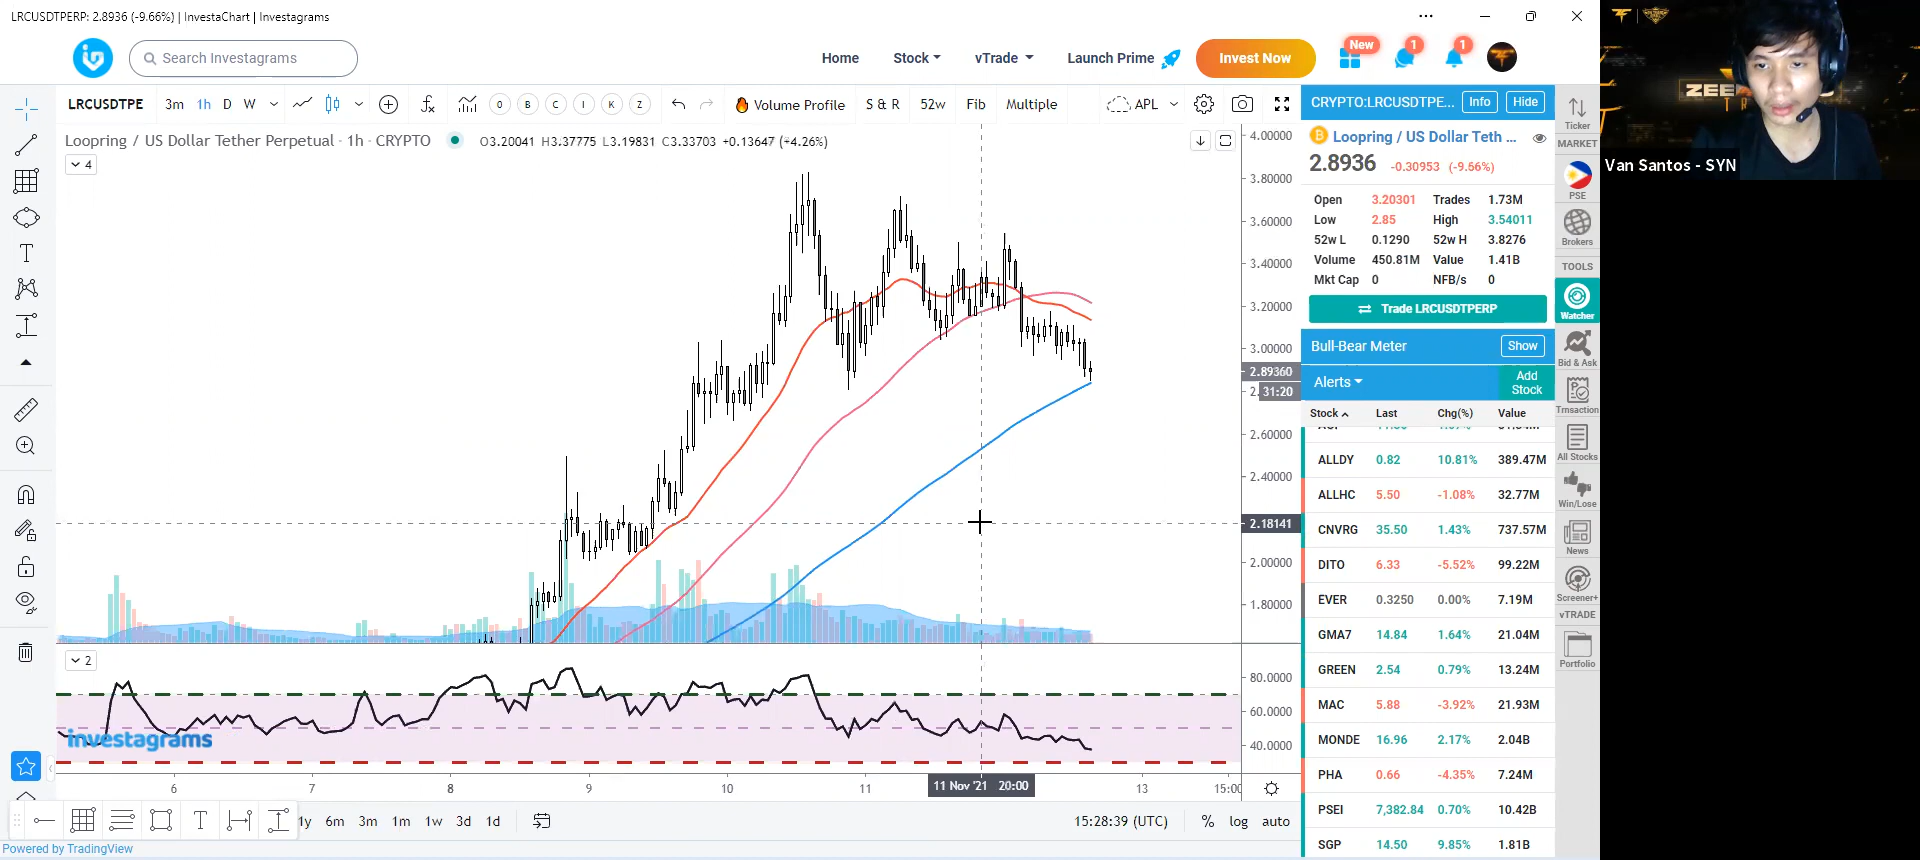 LRCUSDTPERP: 2.8936 (-9.66%) | InvestaChart | Investagrams
Search Investagrams
Home
Stock
vTrade
Launch Prime
Invest Now
New
1
1
LRCUSDTPE
3m
1h
D
W
O
B
C
I
K
Z
Volume Profile
S & R
52w
Fib
Multiple
APL
Loopring / US Dollar Tether Perpetual · 1h · CRYPTO
O3.20041 H3.37775 L3.19831 C3.33703 +0.13647 (+4.26%)
4
4.00000
3.80000
3.60000
3.40000
3.20000
3.00000
2.89360
31:20
2.60000
2.40000
2.18141
2.00000
1.80000
2
80.0000
60.0000
40.0000
investagrams
6
7
8
9
10
11
11 Nov '21 20:00
13
15:00
1y
6m
3m
1m
1w
3d
1d
15:28:39 (UTC)
%
log
auto
Powered by TradingView
CRYPTO:LRCUSDTPE...
Info
Hide
Loopring / US Dollar Teth ...
2.8936 -0.30953 (-9.66%)
Open 3.20301 Trades 1.73M
Low 2.85 High 3.54011
52w L 0.1290 52w H 3.8276
Volume 450.81M Value 1.41B
Mkt Cap 0 NFB/s 0
Trade LRCUSDTPERP
Bull-Bear Meter
Show
Alerts
Add Stock
Stock Last Chg(%) Value
ALLDY 0.82 10.81% 389.47M
ALLHC 5.50 -1.08% 32.77M
CNVRG 35.50 1.43% 737.57M
DITO 6.33 -5.52% 99.22M
EVER 0.3250 0.00% 7.19M
GMA7 14.84 1.64% 21.04M
GREEN 2.54 0.79% 13.24M
MAC 5.88 -3.92% 21.93M
MONDE 16.96 2.17% 2.04B
PHA 0.66 -4.35% 7.24M
PSEI 7,382.84 0.70% 10.42B
SGP 14.50 9.85% 1.81B
Ticker
MARKET
PSE
Brokers
TOOLS
Watcher
Bid & Ask
Trnsaction
All Stocks
Win/Lose
News
Screener+
vTRADE
Portfolio
ZEE
Van Santos - SYN